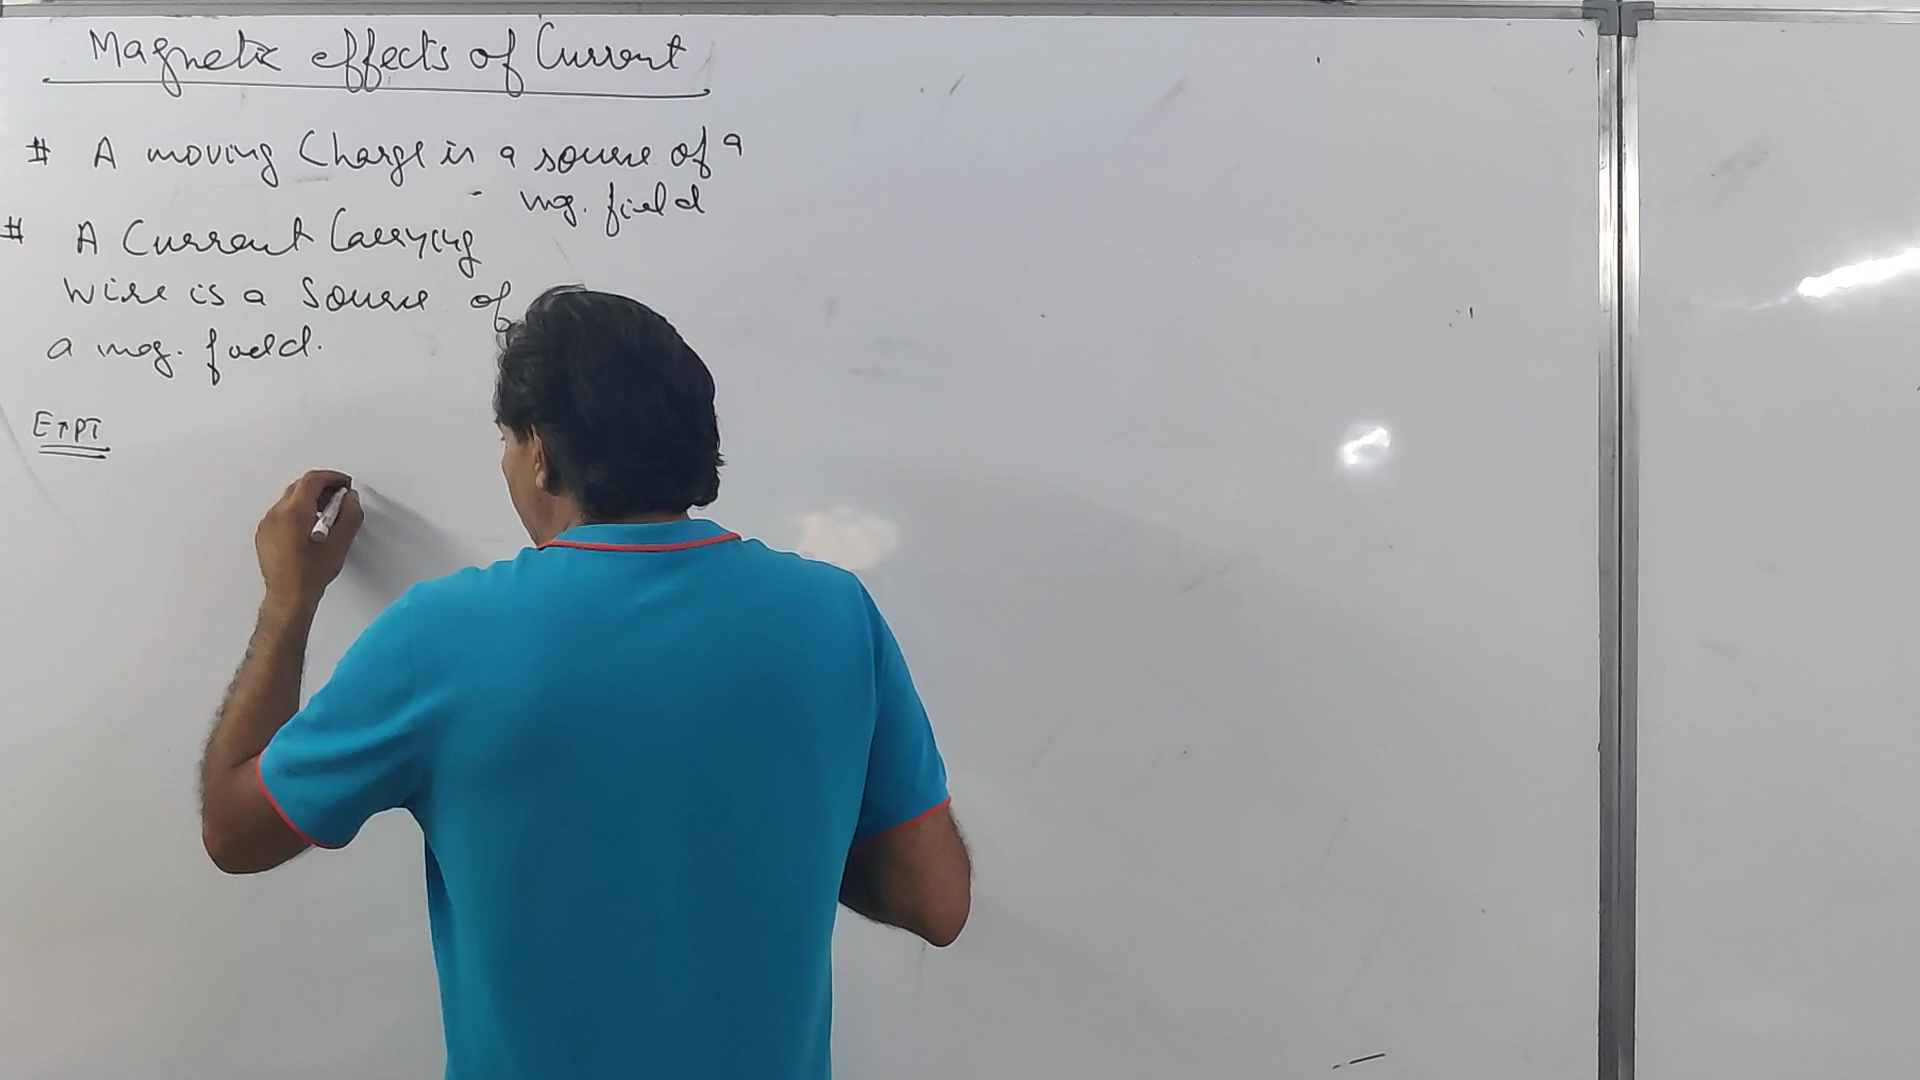 Magnetic effects of Current
# A moving Charge is a source of a
mg. field
# A Current Carrying
Wire is a Source of
a mg. field.
EXPT